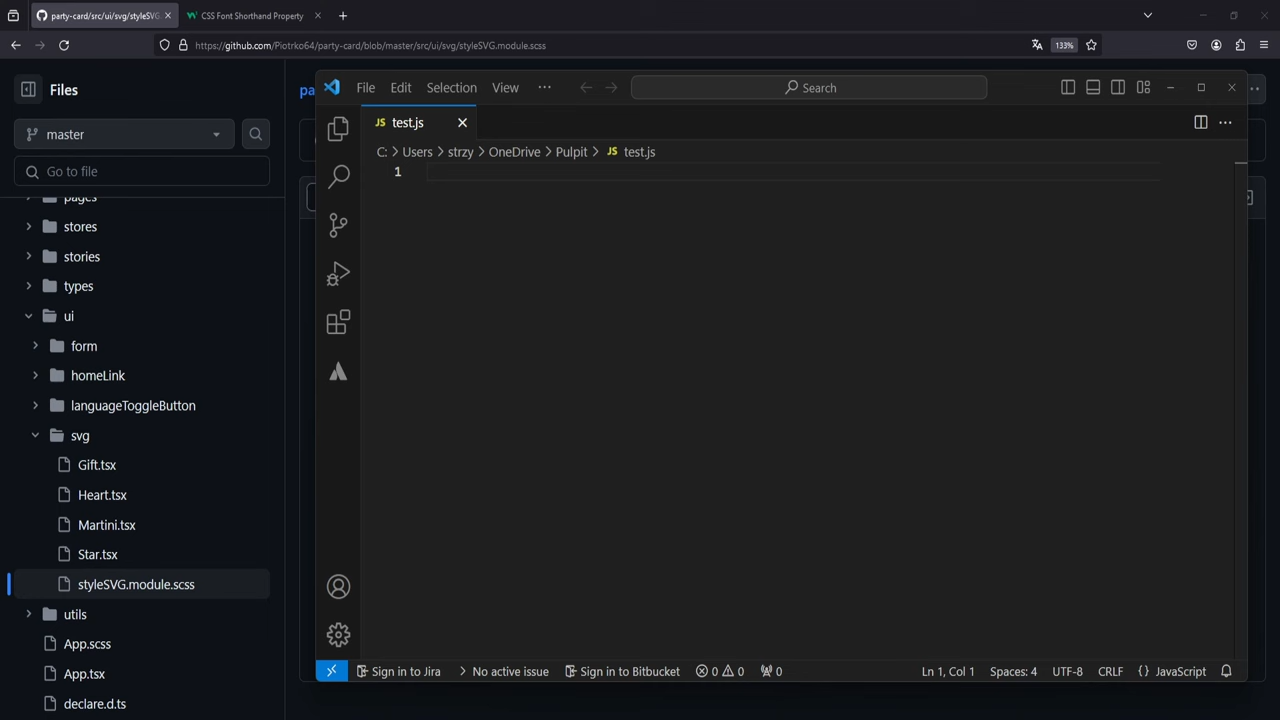 party-card/src/ui/svg/styleSVG
CSS Font Shorthand Property
https://github.com/Piotrko64/party-card/blob/master/src/ui/svg/styleSVG.module.scss
133%
Files
master
Go to file
pages
stores
stories
types
ui
form
homeLink
languageToggleButton
svg
Gift.tsx
Heart.tsx
Martini.tsx
Star.tsx
styleSVG.module.scss
utils
App.scss
App.tsx
declare.d.ts
pa
File Edit Selection View
Search
JS test.js
C: Users strzy OneDrive Pulpit JS test.js
1
Sign in to Jira No active issue Sign in to Bitbucket 0 0 0 Ln 1, Col 1 Spaces: 4 UTF-8 CRLF {} JavaScript